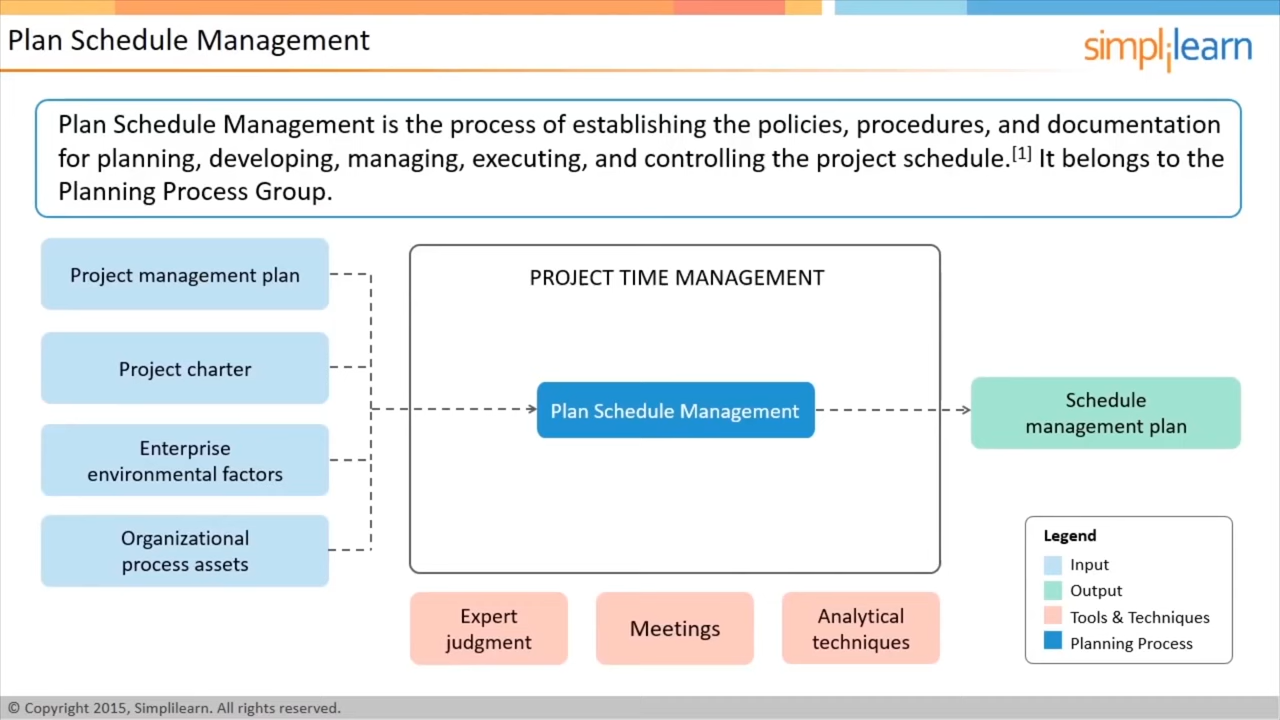 Plan Schedule Management
simplilearn
Plan Schedule Management is the process of establishing the policies, procedures, and documentation
for planning, developing, managing, executing, and controlling the project schedule.[1] It belongs to the
Planning Process Group.
Project management plan
Project charter
Enterprise
environmental factors
Organizational
process assets
PROJECT TIME MANAGEMENT
Plan Schedule Management
Schedule
management plan
Expert
judgment
Meetings
Analytical
techniques
Legend
Input
Output
Tools & Techniques
Planning Process
© Copyright 2015, Simplilearn. All rights reserved.